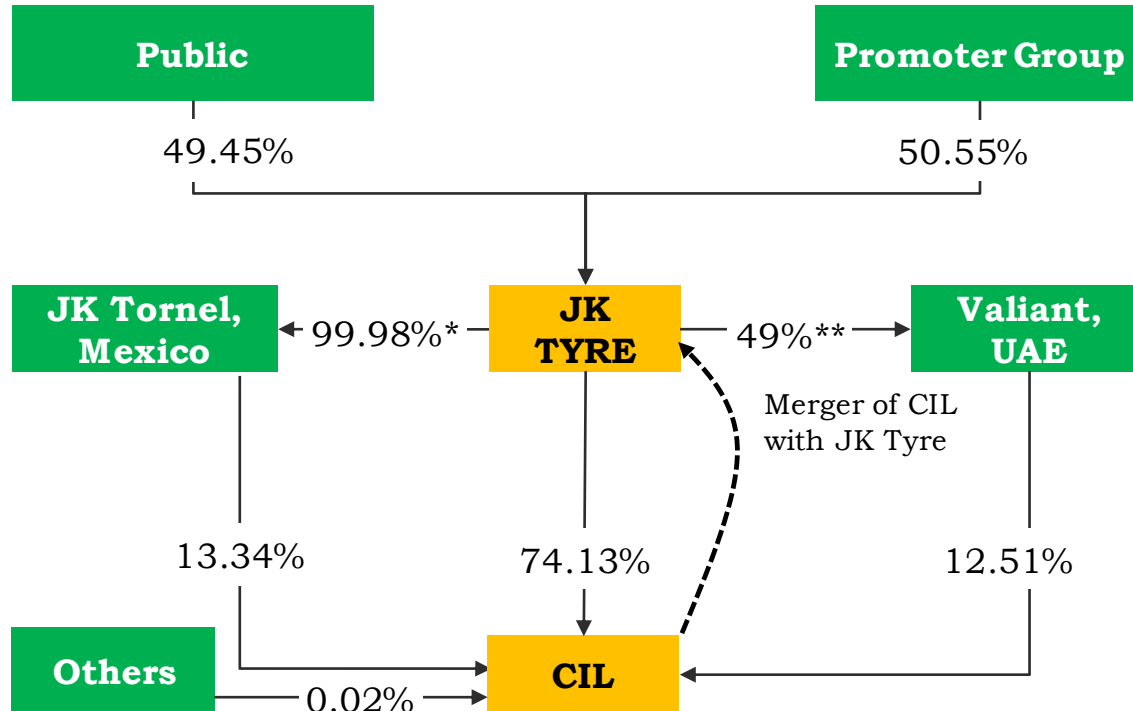 Public
Promoter Group
49.45%
50.55%
JK Tornel,
Mexico
99.98%*
JK
TYRE
49%**
Valiant,
UAE
Merger of CIL
with JK Tyre
13.34%
74.13%
12.51%
Others
0.02%
CIL